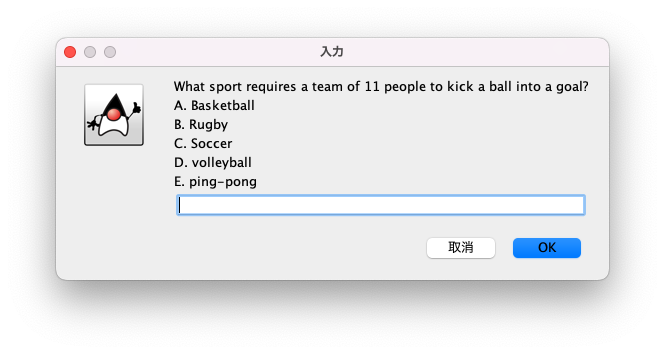 入力
What sport requires a team of 11 people to kick a ball into a goal?
A. Basketball
B. Rugby
C. Soccer
D. volleyball
E. ping-pong
取消
OK